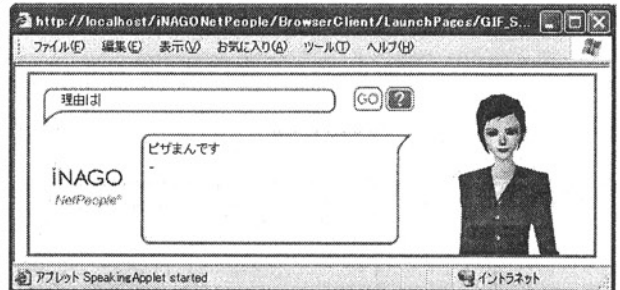 http://localhost/iNAGONetPeople/BrowserClient/LaunchPages/GIF_S...
ファイル(F) 編集(E) 表示(V) お気に入り(A) ツール(T) ヘルプ(H)
理由は
GO ?
ピザまんです
-
iNAGO
NetPeople®
アプレット SpeakingApplet started
イントラネット